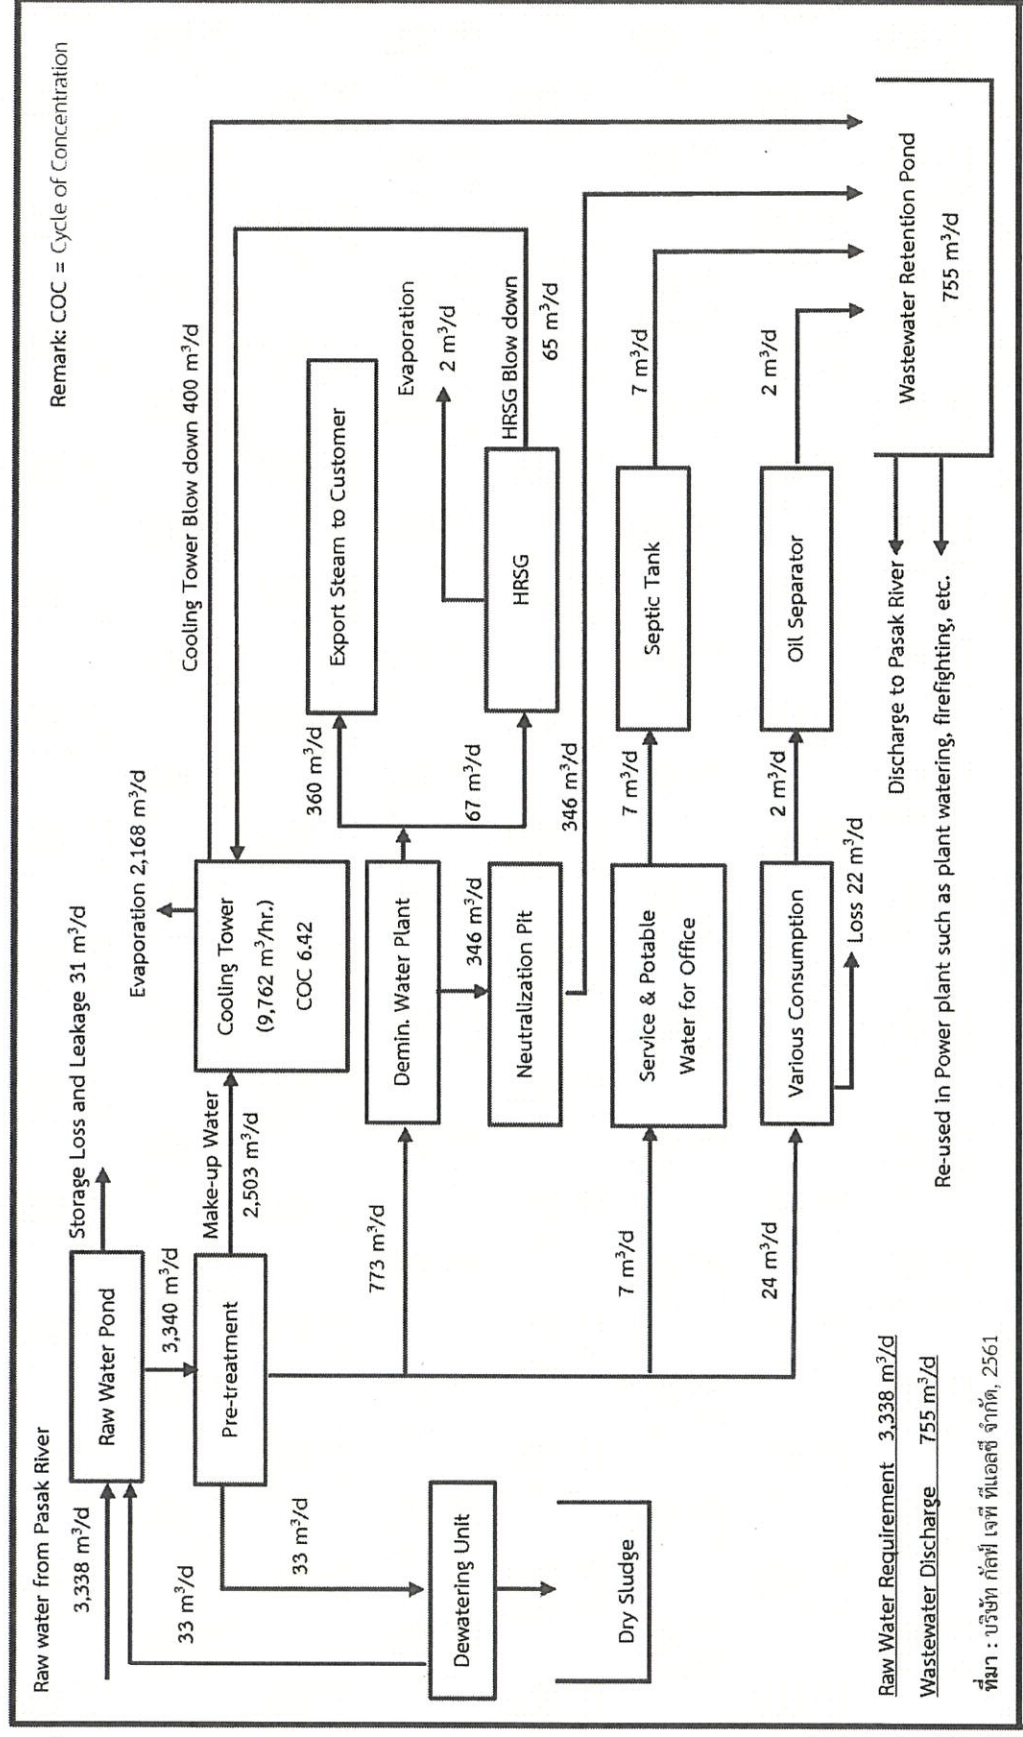 Remark: COC = Cycle of Concentration
Raw water from Pasak River
3,338 m³/d
33 m³/d
Raw Water Pond
Storage Loss and Leakage 31 m³/d
3,340 m³/d
Pre-treatment
33 m³/d
Dewatering Unit
Dry Sludge
Make-up Water
2,503 m³/d
Evaporation 2,168 m³/d
Cooling Tower
(9,762 m³/hr.)
COC 6.42
Cooling Tower Blow down 400 m³/d
773 m³/d
Demin. Water Plant
346 m³/d
Neutralization Pit
346 m³/d
360 m³/d
Export Steam to Customer
67 m³/d
HRSG
Evaporation
2 m³/d
HRSG Blow down
65 m³/d
7 m³/d
Service & Potable
Water for Office
7 m³/d
Septic Tank
7 m³/d
24 m³/d
Various Consumption
Loss 22 m³/d
2 m³/d
Oil Separator
2 m³/d
Wastewater Retention Pond
755 m³/d
Discharge to Pasak River
Re-used in Power plant such as plant watering, firefighting, etc.
Raw Water Requirement 3,338 m³/d
Wastewater Discharge 755 m³/d
ที่มา : บริษัท กัลฟ์ เจพี ทีแอลซี จำกัด, 2561